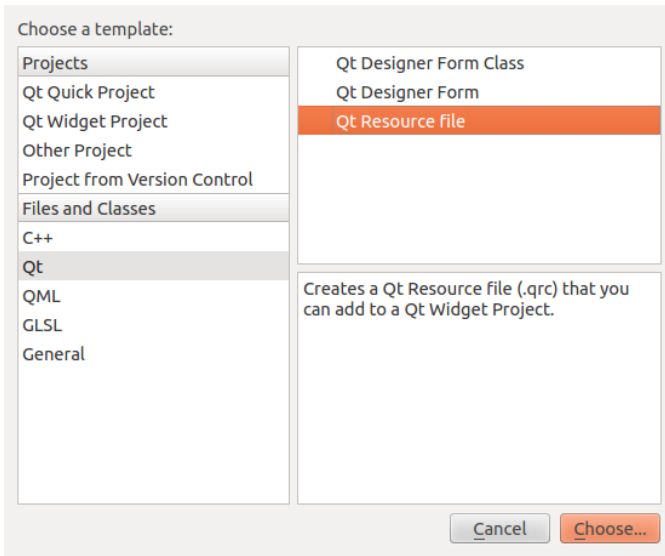 Choose a template:
Projects
Qt Quick Project
Qt Widget Project
Other Project
Project from Version Control
Files and Classes
C++
Qt
QML
GLSL
General
Qt Designer Form Class
Qt Designer Form
Qt Resource file
Creates a Qt Resource file (.qrc) that you
can add to a Qt Widget Project.
Cancel
Choose...